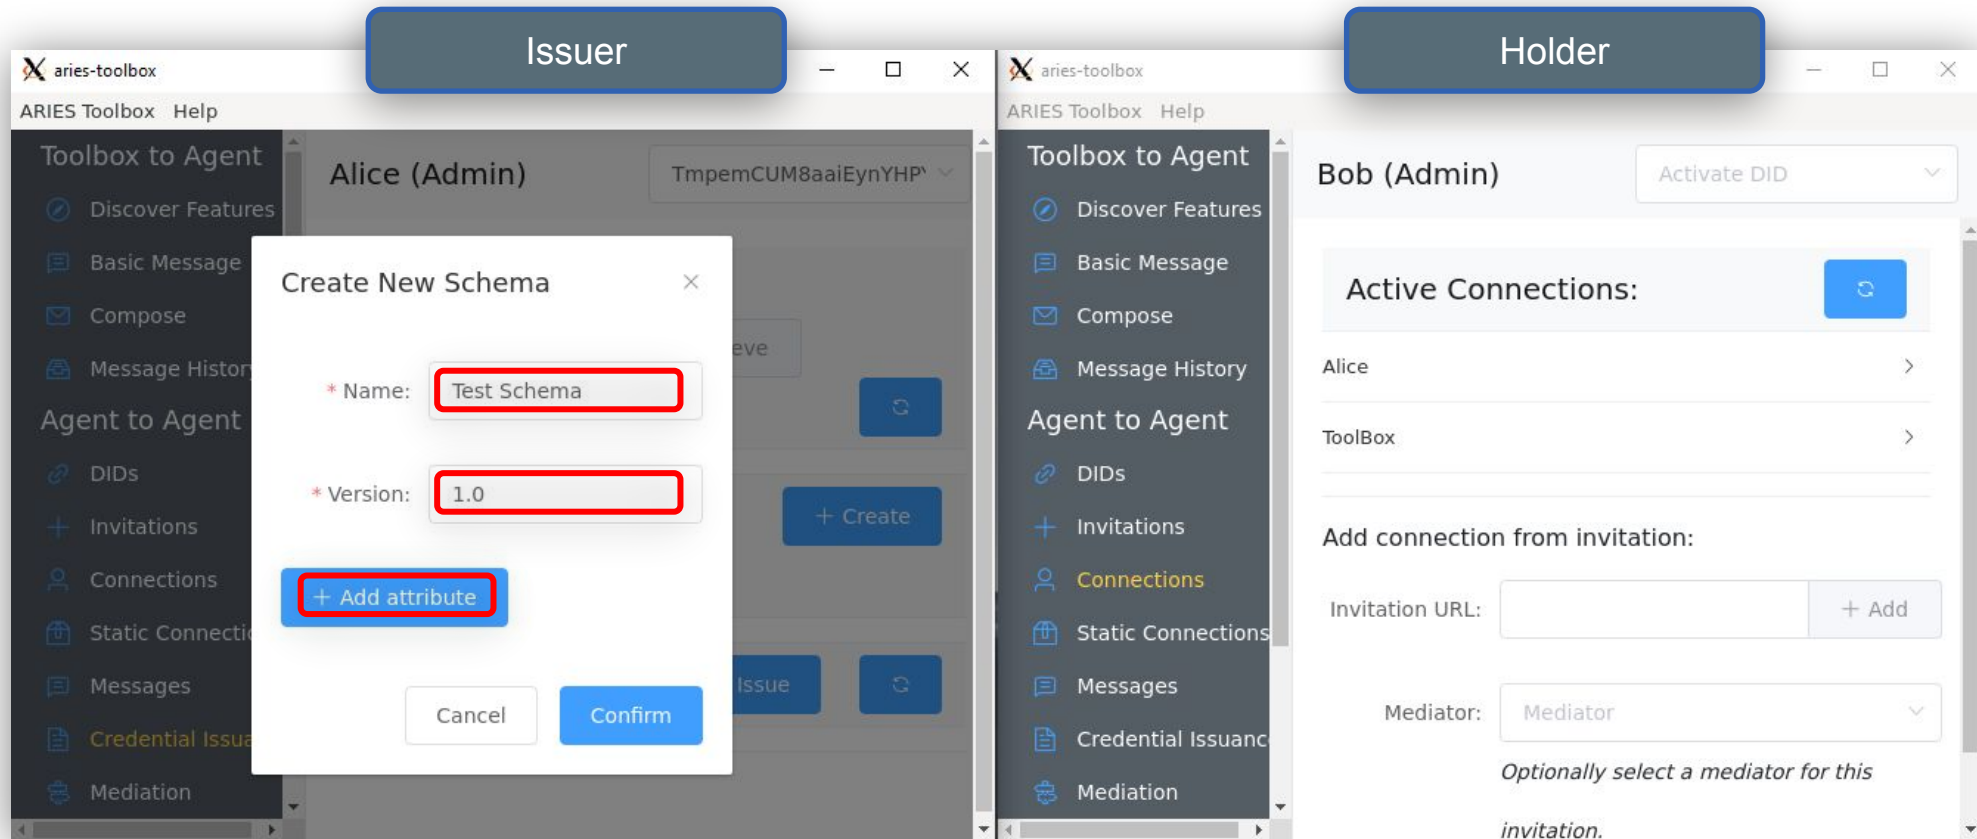 Issuer
Holder
aries-toolbox
ARIES Toolbox Help
Toolbox to Agent
Discover Features
Basic Message
Compose
Message History
Agent to Agent
DIDs
Invitations
Connections
Static Connectio
Messages
Credential Issua
Mediation
Alice (Admin)
TmpemCUM8aaiEynYHP
eve
+ Create
Issue
Create New Schema
* Name: Test Schema
* Version: 1.0
+ Add attribute
Cancel Confirm
aries-toolbox
ARIES Toolbox Help
Toolbox to Agent
Discover Features
Basic Message
Compose
Message History
Agent to Agent
DIDs
Invitations
Connections
Static Connections
Messages
Credential Issuanc
Mediation
Bob (Admin)
Activate DID
Active Connections:
Alice
ToolBox
Add connection from invitation:
Invitation URL: + Add
Mediator: Mediator
Optionally select a mediator for this
invitation.